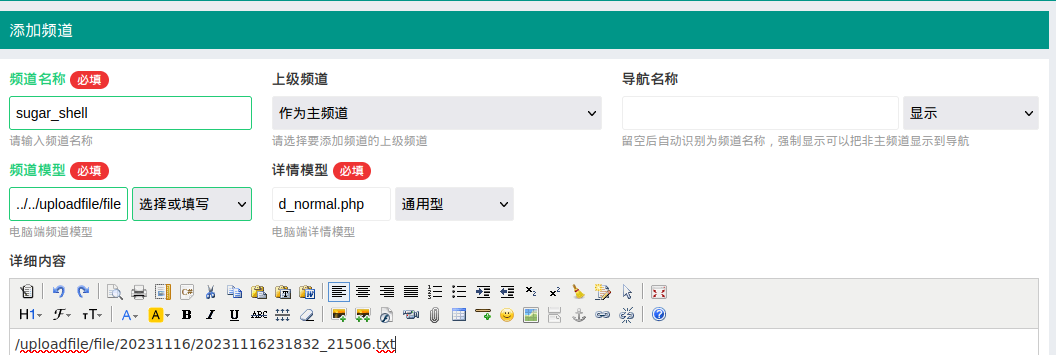 添加频道
频道名称 必填 上级频道 导航名称
sugar_shell 作为主频道 显示
请输入频道名称 请选择要添加频道的上级频道 留空后自动识别为频道名称，强制显示可以把非主频道显示到导航
频道模型 必填 详情模型 必填
../../uploadfile/file 选择或填写 d_normal.php 通用型
电脑端频道模型 电脑端详情模型
详细内容
C#
H1 ℱ тT A A B I U ABC
/uploadfile/file/20231116/20231116231832_21506.txt